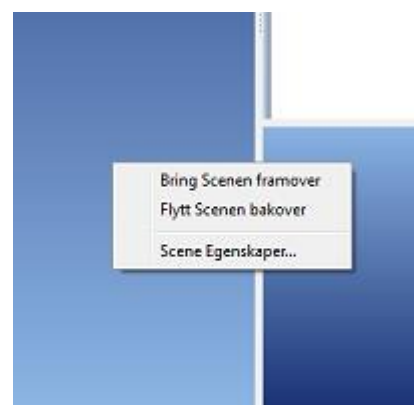 Bring Scenen framover
Flytt Scenen bakover
Scene Egenskaper...